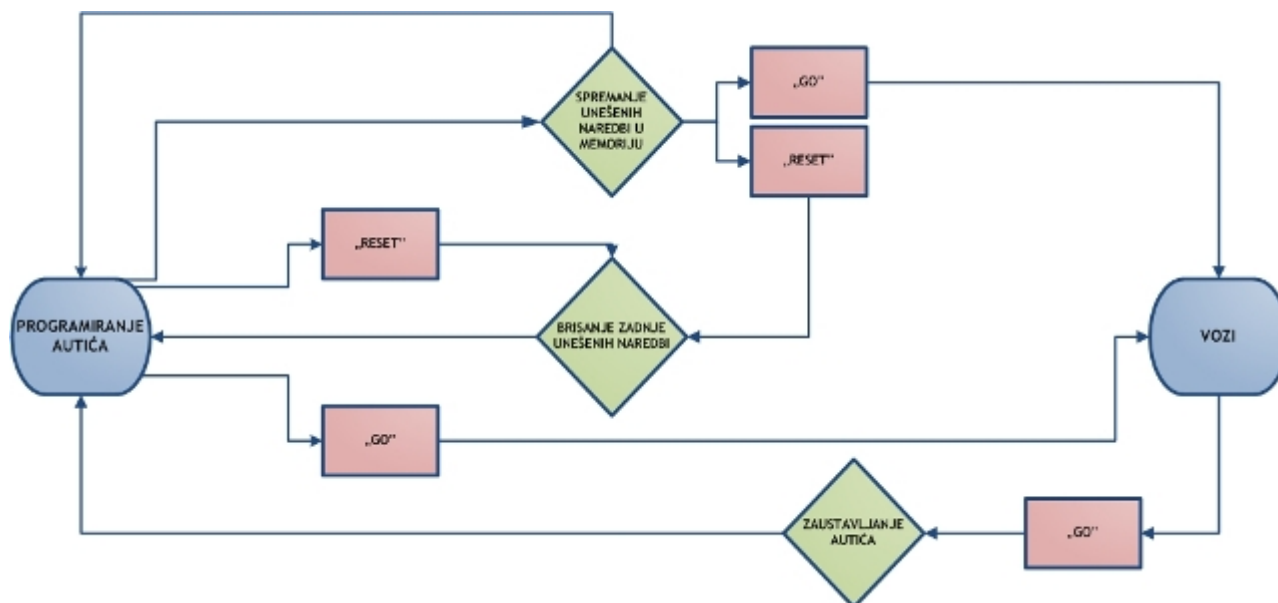 SPREMANJE
UNEŠENIH
NAREDBI U
MEMORIJU
„GO”
„RESET”
„RESET”
PROGRAMIRANJE
AUTIĆA
BRISANJE ZADNJE
UNEŠENIH NAREDBI
VOZI
„GO”
ZAUSTAVLJANJE
AUTIĆA
„GO”